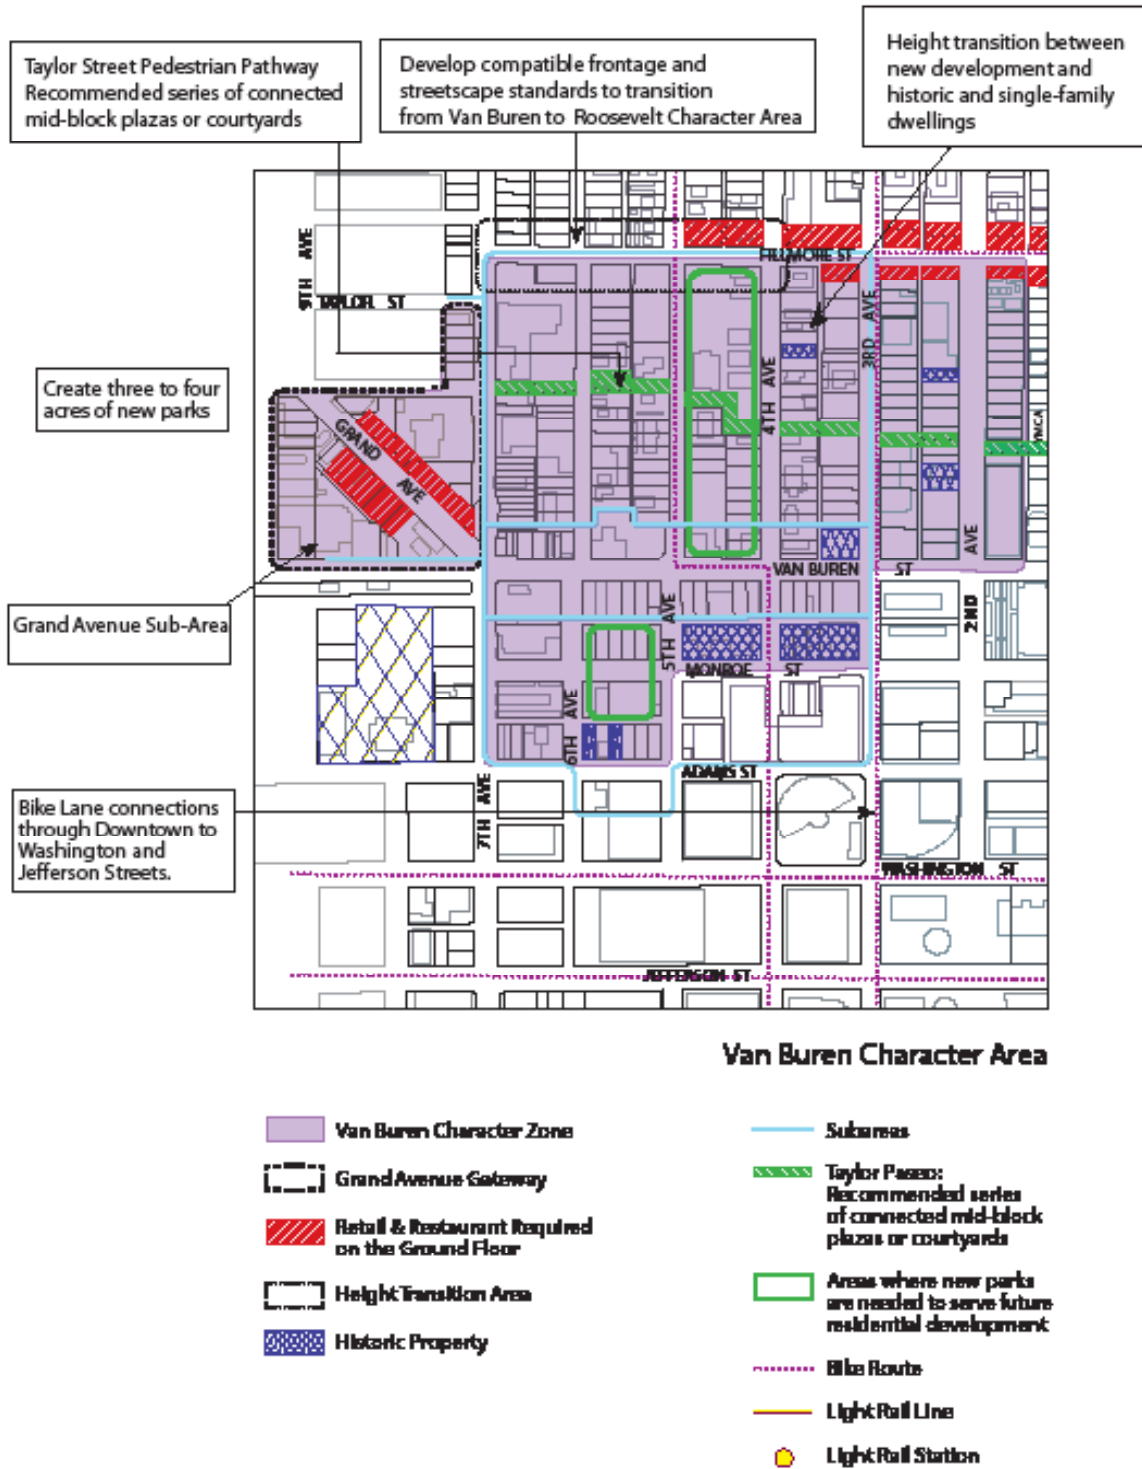 Taylor Street Pedestrian Pathway
Recommended series of connected
mid-block plazas or courtyards
Develop compatible frontage and
streetscape standards to transition
from Van Buren to Roosevelt Character Area
Height transition between
new development and
historic and single-family
dwellings
FILLMORE ST
9TH AVE
TAYLOR ST
3RD AVE
4TH AVE
Create three to four
acres of new parks
YMCA
GRAND AVE
VAN BUREN ST
AVE
2ND
Grand Avenue Sub-Area
5TH AVE
MONROE ST
6TH AVE
ADAMS ST
7TH AVE
Bike Lane connections
through Downtown to
Washington and
Jefferson Streets.
WASHINGTON ST
JEFFERSON ST
Van Buren Character Area
Van Buren Character Zone
Grand Avenue Gateway
Retail & Restaurant Required
on the Ground Floor
Height Transition Area
Historic Property
Subareas
Taylor Paseo:
Recommended series
of connected mid-block
plazas or courtyards
Areas where new parks
are needed to serve future
residential development
Bike Route
Light Rail Line
Light Rail Station